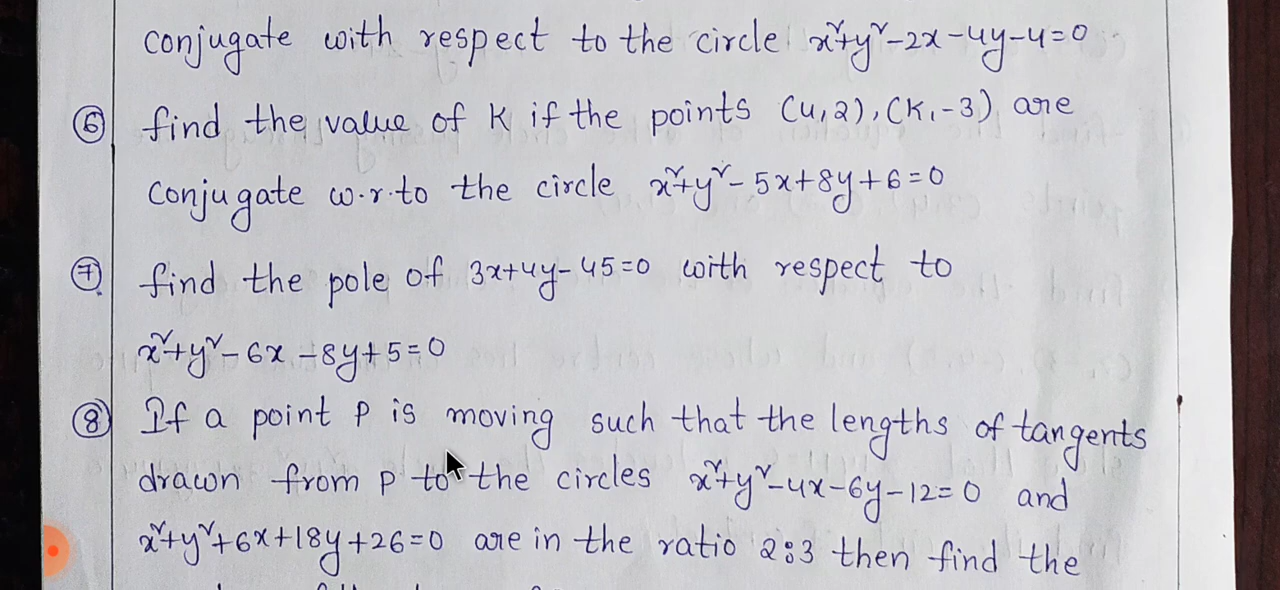 conjugate with respect to the circle x²+y²-2x-4y-4=0
⑥ find the value of K if the points (4,2), (K,-3) are
conjugate w.r.to the circle x²+y²-5x+8y+6=0
⑦ find the pole of 3x+4y-45=0 with respect to
x²+y²-6x-8y+5=0
⑧ If a point P is moving such that the lengths of tangents
drawn from P to the circles x²+y²-4x-6y-12=0 and
x²+y²+6x+18y+26=0 are in the ratio 2:3 then find the